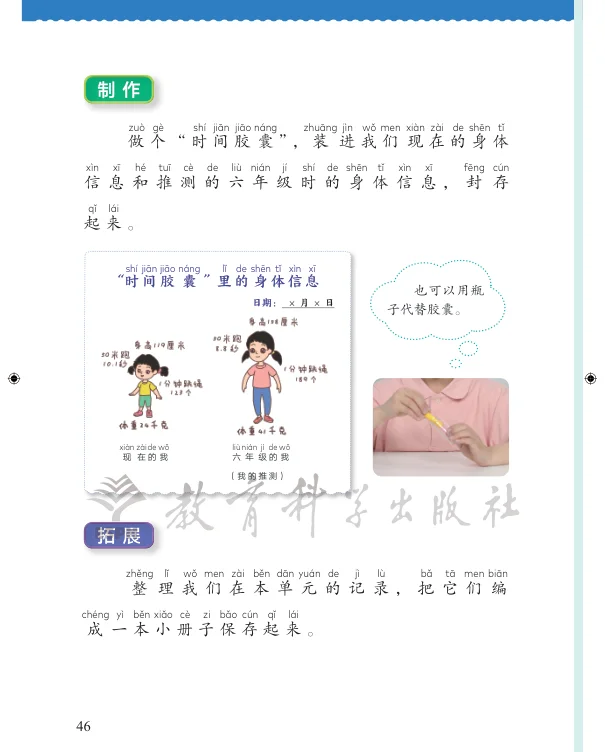 制作
zuò gè shí jiān jiāo náng zhuāng jìn wǒ men xiàn zài de shēn tǐ
做个“时间胶囊”，装进我们现在的身体
xìn xī hé tuī cè de liù nián jí shí de shēn tǐ xìn xī fēng cún
信息和推测的六年级时的身体信息，封存
qǐ lái
起来。
shí jiān jiāo náng lǐ de shēn tǐ xìn xī
“时间胶囊”里的身体信息
日期：×月×日
身高119厘米
30米跑
10.1秒
1分钟跳绳
123个
体重24千克
xiàn zài de wǒ
现在的我
身高138厘米
30米跑
8.8秒
1分钟跳绳
180个
体重41千克
liù nián jí de wǒ
六年级的我
（我的推测）
也可以用瓶
子代替胶囊。
教育科学出版社
拓展
zhěng lǐ wǒ men zài běn dān yuán de jì lù bǎ tā men biān
整理我们在本单元的记录，把它们编
chéng yì běn xiǎo cè zi bǎo cún qǐ lái
成一本小册子保存起来。
46